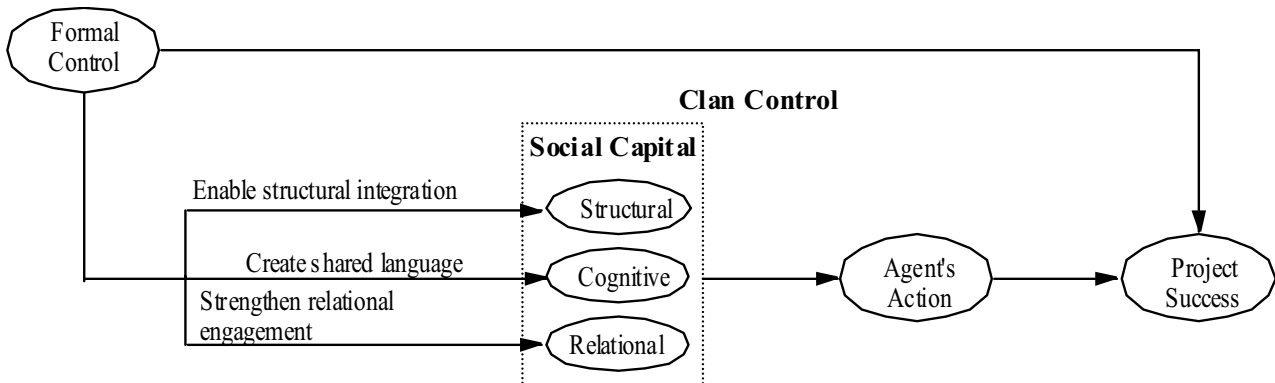 Formal
Control
Clan Control
Social Capital
Enable structural integration
Structural
Create shared language
Cognitive
Agent's
Action
Project
Success
Strengthen relational
engagement
Relational